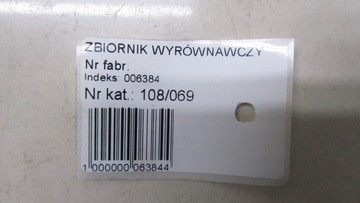 ZBIORNIK WYRÓWNAWCZY
Nr fabr.
Indeks 006384
Nr kat.: 108/069
1 000000 063844